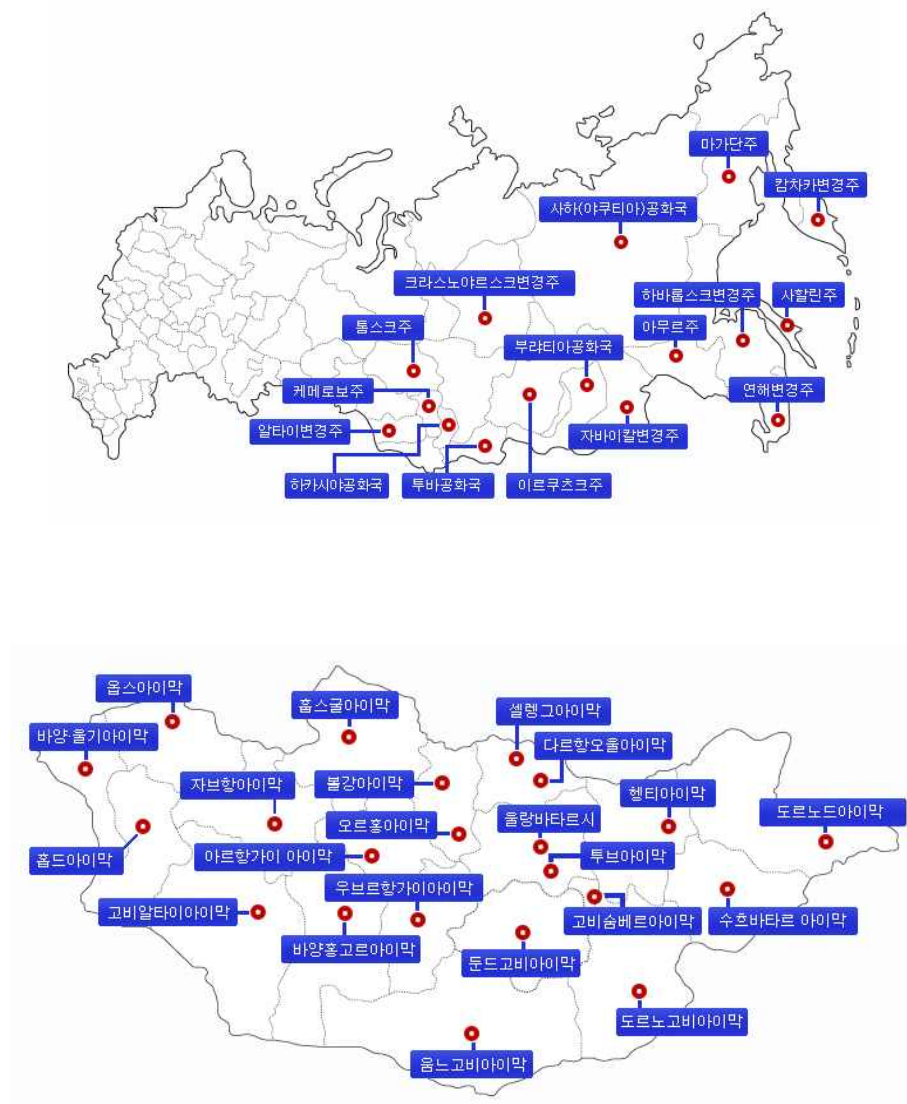 마가단주
캄차카변경주
사하(야쿠티아)공화국
크라스노야르스크변경주
하바롭스크변경주
사할린주
톰스크주
아무르주
부랴티아공화국
케메로보주
연해변경주
알타이변경주
자바이칼변경주
하카시야공화국
투바공화국
이르쿠츠크주
옵스아이막
홉스굴아이막
셀렝그아이막
바양·울기아이막
다르항오울아이막
자브항아이막
볼강아이막
헹티아이막
도르노드아이막
오르홍아이막
울랑바타르시
홉드아이막
아르항가이 아이막
투브아이막
우브르항가이아이막
고비알타이아이막
고비숨베르아이막
수흐바타르 아이막
바양홍고르아이막
둔드고비아이막
도르노고비아이막
움느고비아이막